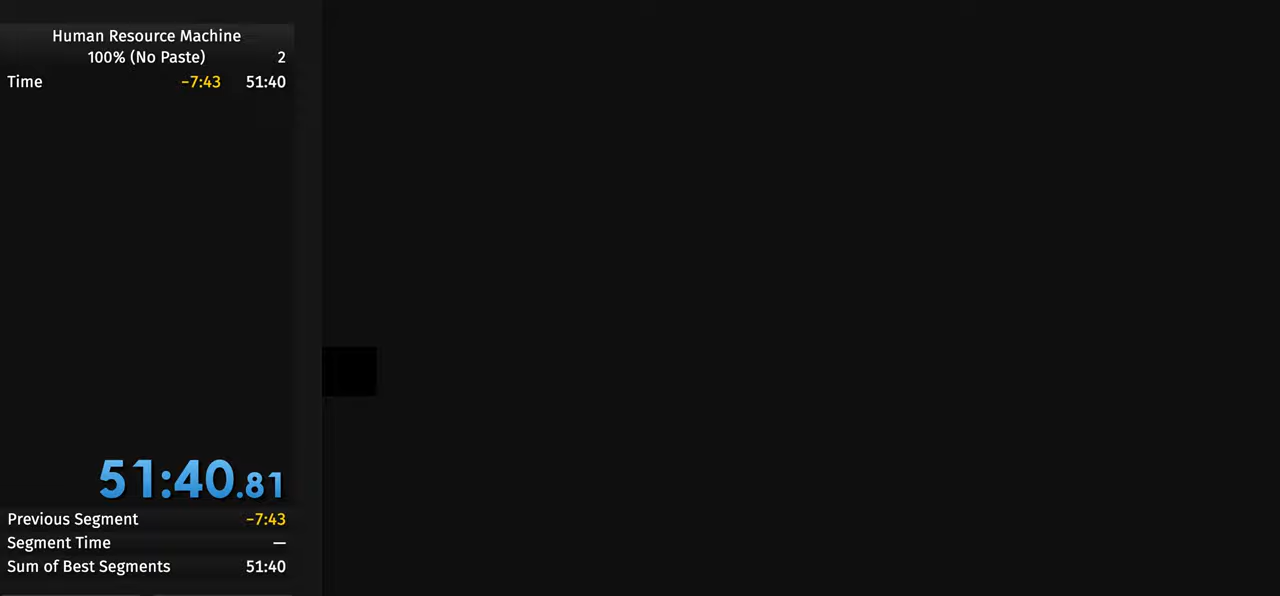 Human Resource Machine
100% (No Paste) 2
Time −7:43 51:40
51:40.81
Previous Segment −7:43
Segment Time —
Sum of Best Segments 51:40